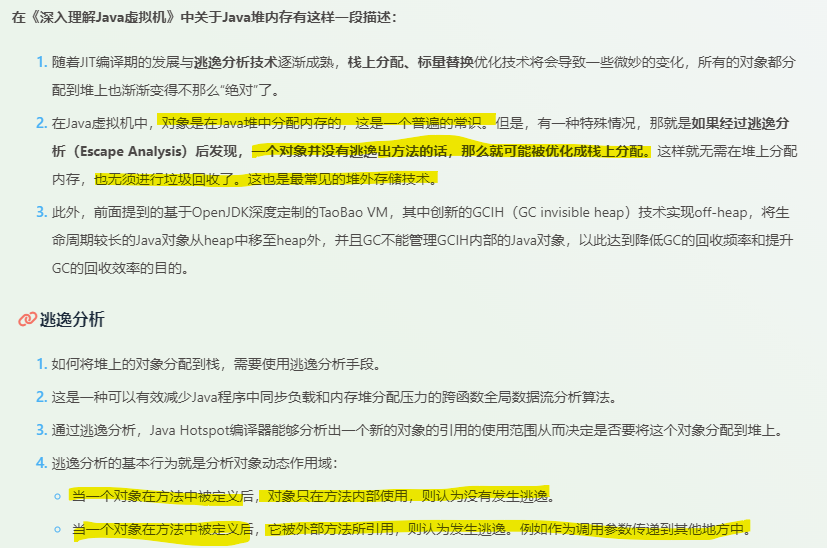 在《深入理解Java虚拟机》中关于Java堆内存有这样一段描述：
1. 随着JIT编译期的发展与逃逸分析技术逐渐成熟，栈上分配、标量替换优化技术将会导致一些微妙的变化，所有的对象都分
配到堆上也渐渐变得不那么“绝对”了。
2. 在Java虚拟机中，对象是在Java堆中分配内存的，这是一个普遍的常识。但是，有一种特殊情况，那就是如果经过逃逸分
析（Escape Analysis）后发现，一个对象并没有逃逸出方法的话，那么就可能被优化成栈上分配。这样就无需在堆上分配
内存，也无须进行垃圾回收了。这也是最常见的堆外存储技术。
3. 此外，前面提到的基于OpenJDK深度定制的TaoBao VM，其中创新的GCIH（GC invisible heap）技术实现off-heap，将生
命周期较长的Java对象从heap中移至heap外，并且GC不能管理GCIH内部的Java对象，以此达到降低GC的回收频率和提升
GC的回收效率的目的。
逃逸分析
1. 如何将堆上的对象分配到栈，需要使用逃逸分析手段。
2. 这是一种可以有效减少Java程序中同步负载和内存堆分配压力的跨函数全局数据流分析算法。
3. 通过逃逸分析，Java Hotspot编译器能够分析出一个新的对象的引用的使用范围从而决定是否要将这个对象分配到堆上。
4. 逃逸分析的基本行为就是分析对象动态作用域：
当一个对象在方法中被定义后，对象只在方法内部使用，则认为没有发生逃逸。
当一个对象在方法中被定义后，它被外部方法所引用，则认为发生逃逸。例如作为调用参数传递到其他地方中。